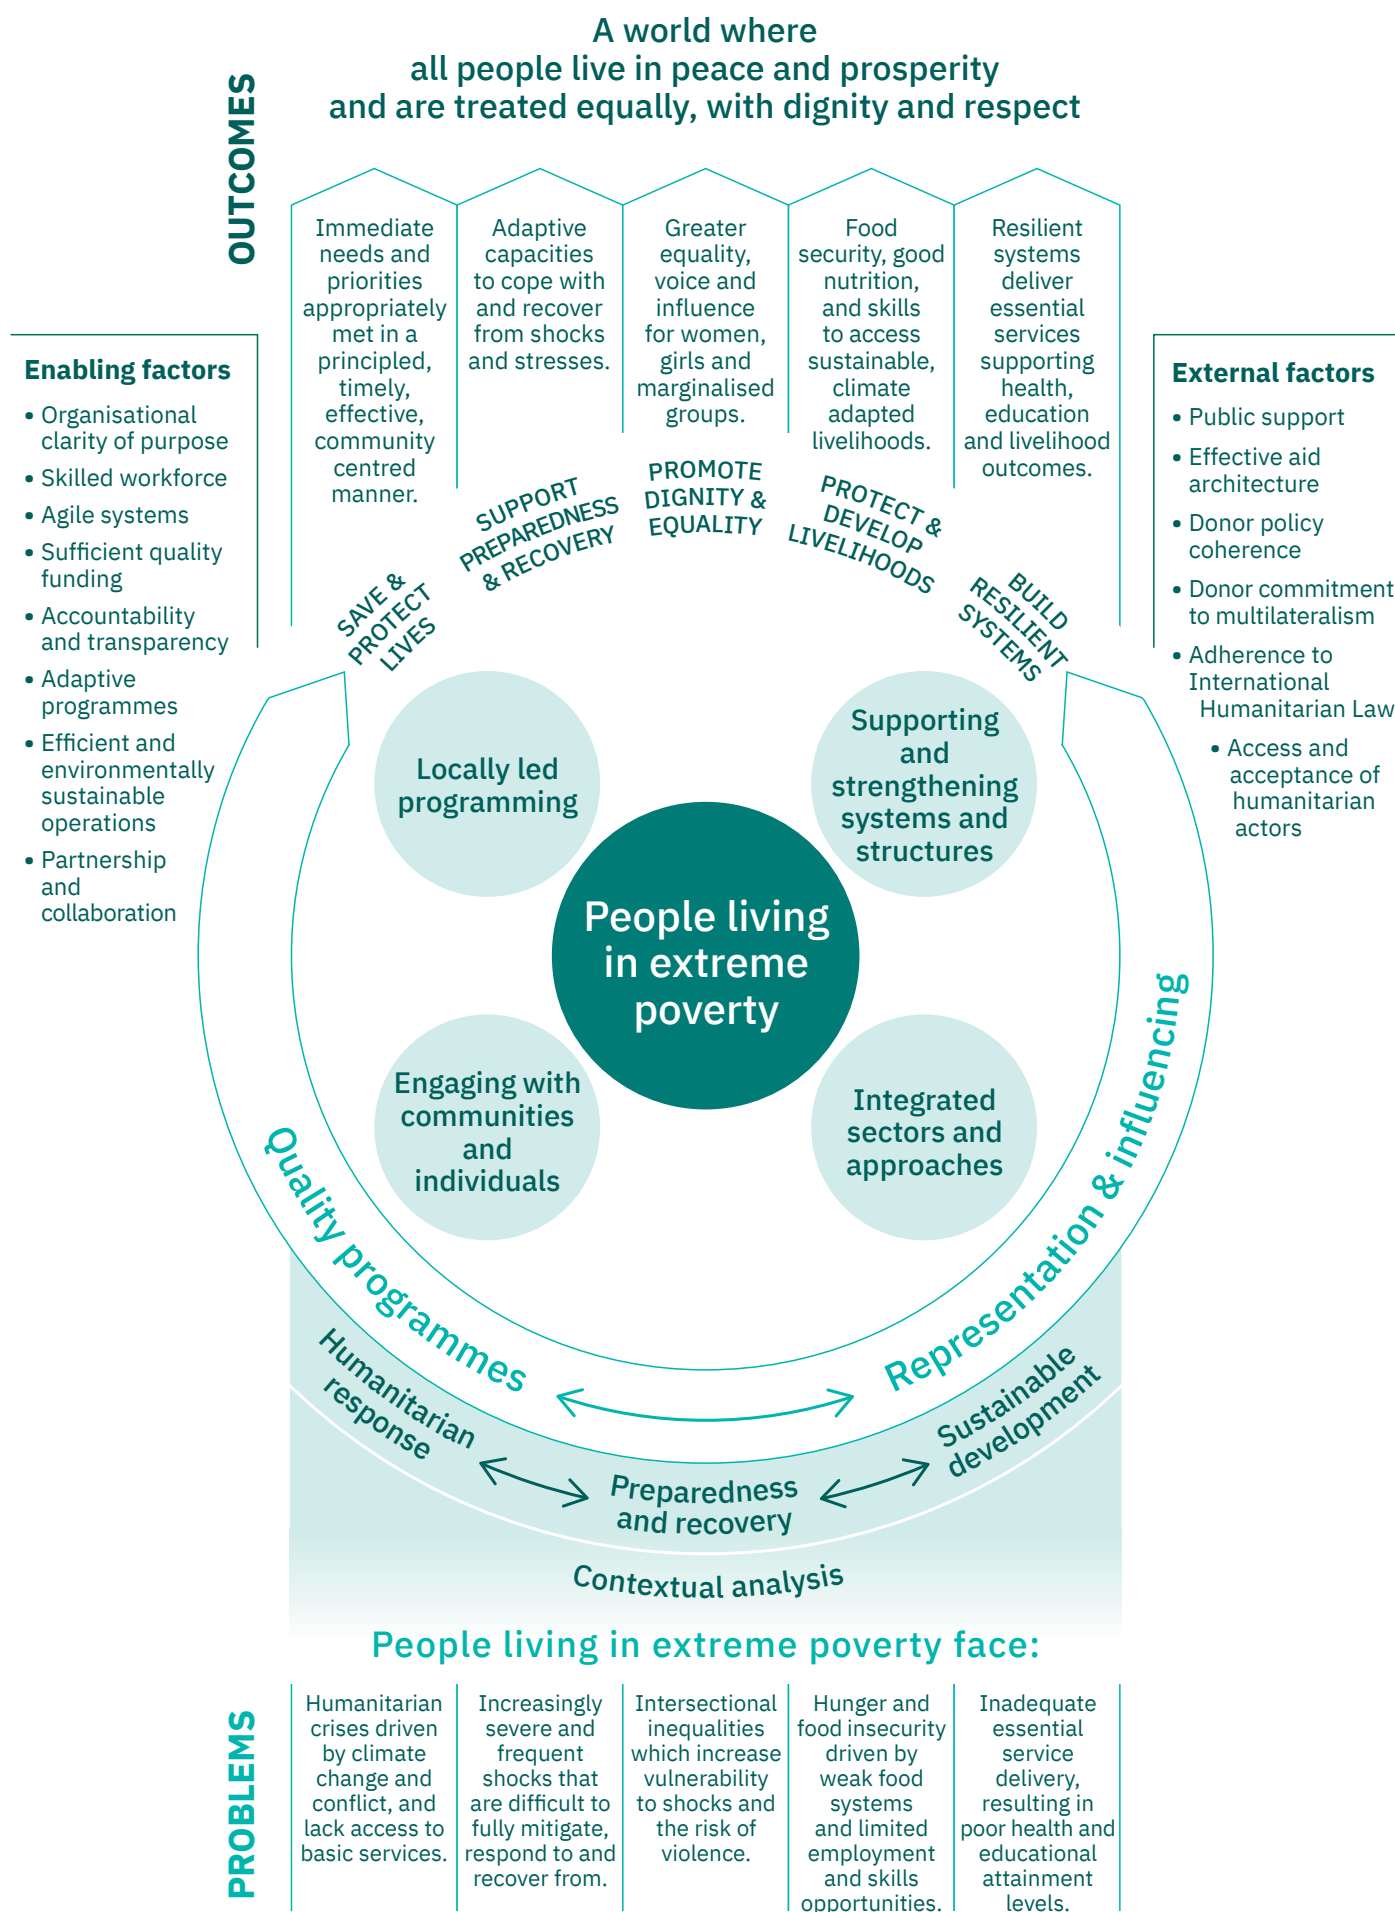 A world where
all people live in peace and prosperity
and are treated equally, with dignity and respect
OUTCOMES
Immediate
needs and
priorities
appropriately
met in a
principled,
timely,
effective,
community
centred
manner.
Adaptive
capacities
to cope with
and recover
from shocks
and stresses.
Greater
equality,
voice and
influence
for women,
girls and
marginalised
groups.
Food
security, good
nutrition,
and skills
to access
sustainable,
climate
adapted
livelihoods.
Resilient
systems
deliver
essential
services
supporting
health,
education
and livelihood
outcomes.
Enabling factors
• Organisational
clarity of purpose
• Skilled workforce
• Agile systems
• Sufficient quality
funding
• Accountability
and transparency
• Adaptive
programmes
• Efficient and
environmentally
sustainable
operations
• Partnership
and
collaboration
External factors
• Public support
• Effective aid
architecture
• Donor policy
coherence
• Donor commitment
to multilateralism
• Adherence to
International
Humanitarian Law
• Access and
acceptance of
humanitarian
actors
SAVE &
PROTECT
LIVES
SUPPORT
PREPAREDNESS
& RECOVERY
PROMOTE
DIGNITY &
EQUALITY
PROTECT &
DEVELOP
LIVELIHOODS
BUILD
RESILIENT
SYSTEMS
Locally led
programming
Supporting
and
strengthening
systems and
structures
People living
in extreme
poverty
Engaging with
communities
and
individuals
Integrated
sectors and
approaches
Quality programmes
Representation & influencing
Humanitarian
response
Preparedness
and recovery
Sustainable
development
Contextual analysis
People living in extreme poverty face:
PROBLEMS
Humanitarian
crises driven
by climate
change and
conflict, and
lack access to
basic services.
Increasingly
severe and
frequent
shocks that
are difficult to
fully mitigate,
respond to and
recover from.
Intersectional
inequalities
which increase
vulnerability
to shocks and
the risk of
violence.
Hunger and
food insecurity
driven by
weak food
systems
and limited
employment
and skills
opportunities.
Inadequate
essential
service
delivery,
resulting in
poor health and
educational
attainment
levels.